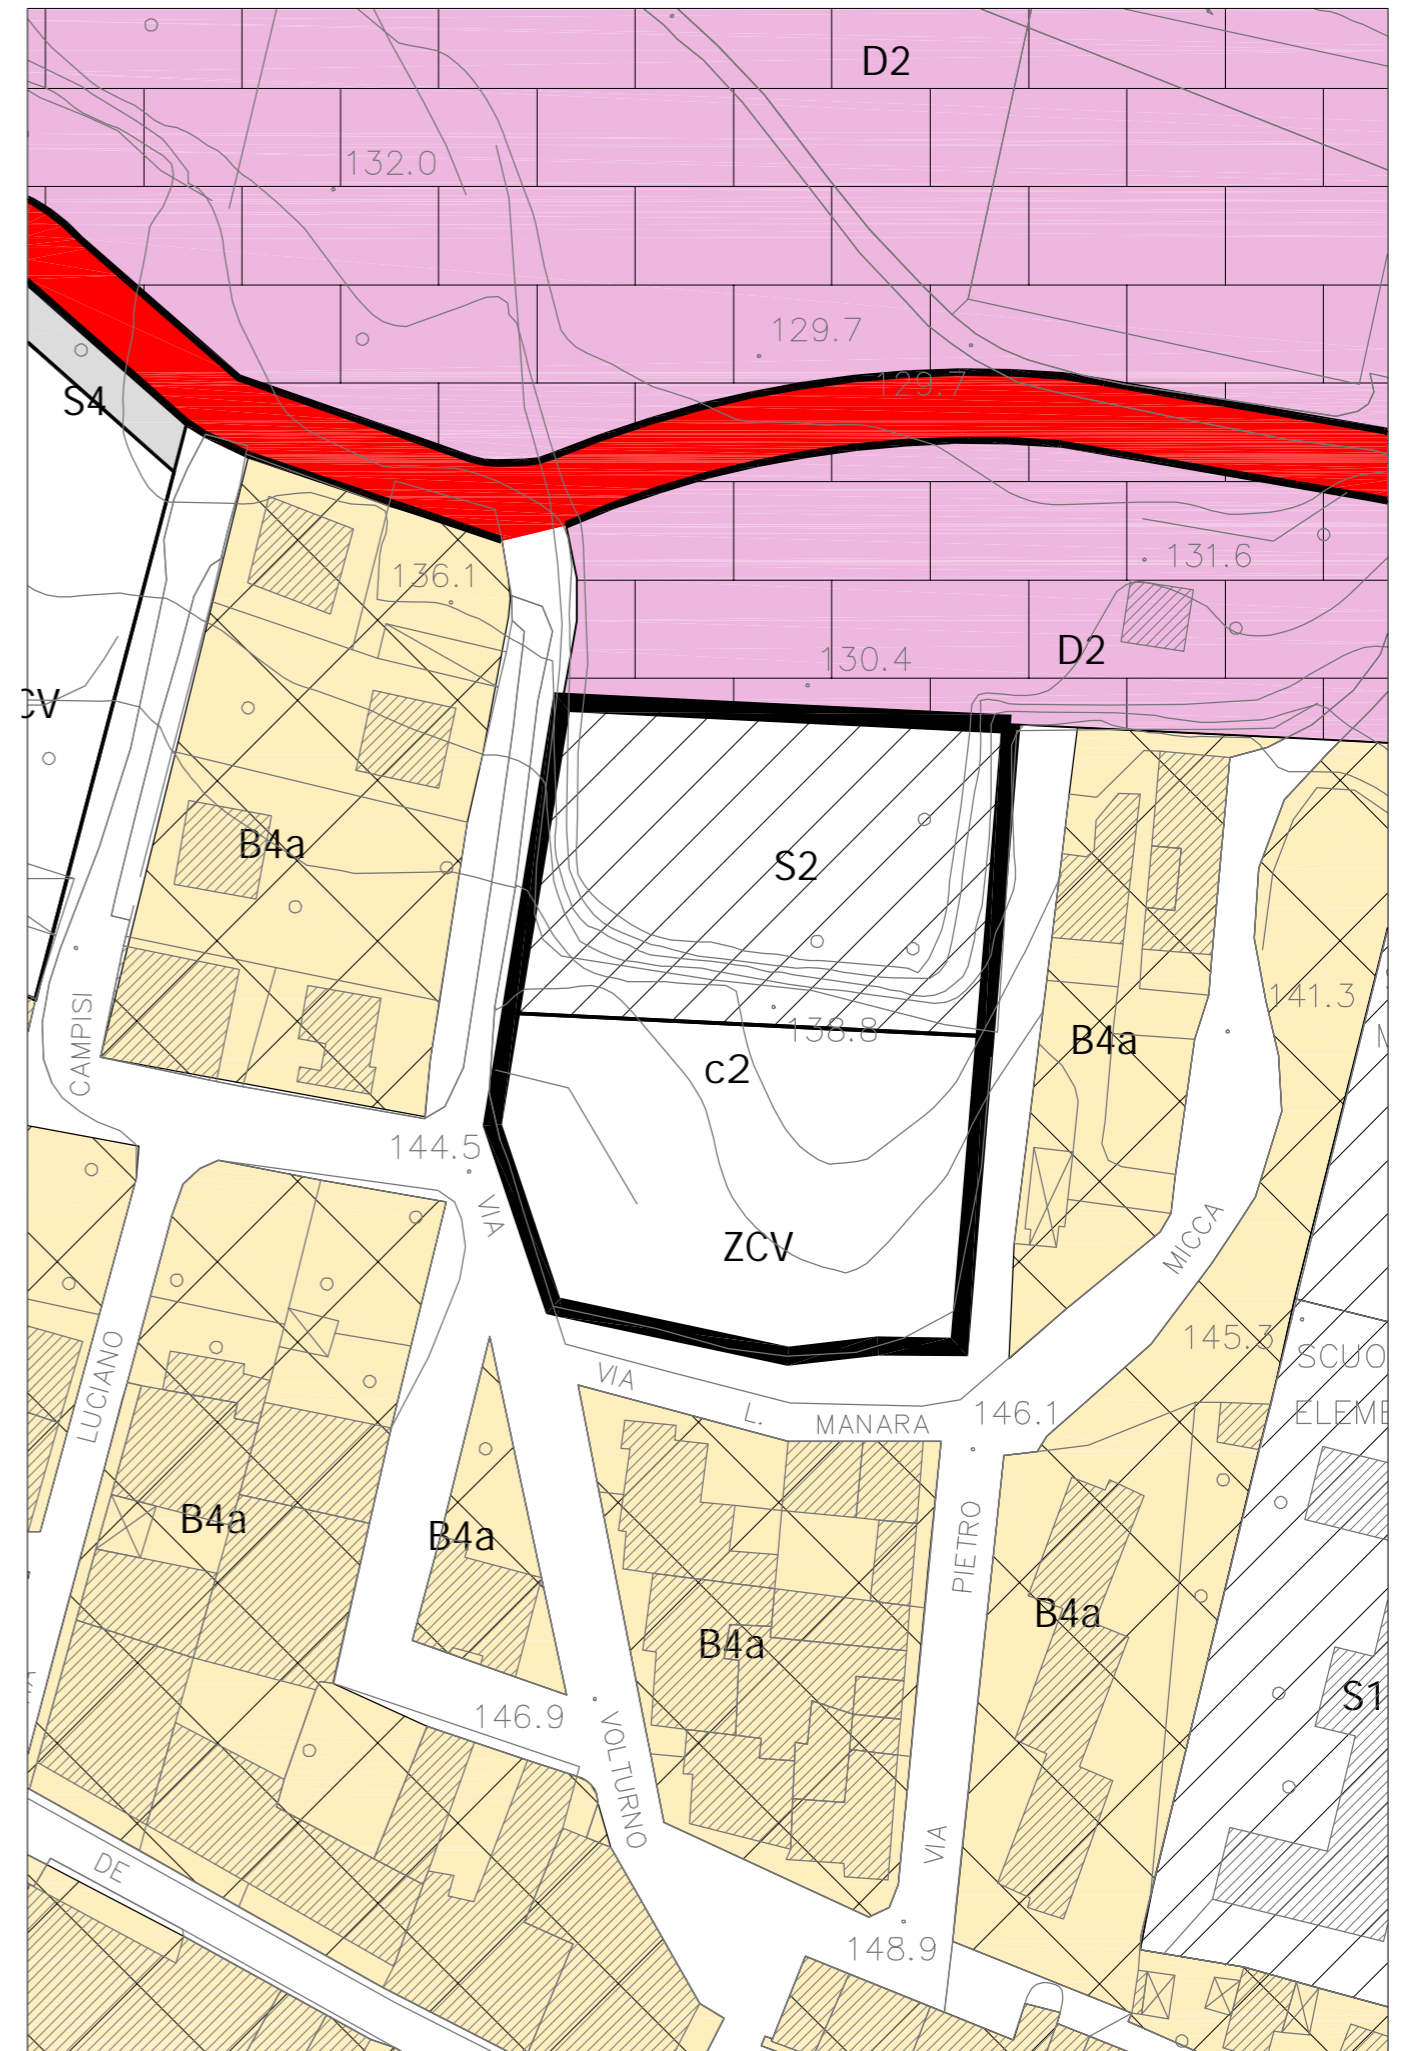 D2
132.0
129.7
129.7
S4
131.6
136.1
D2
130.4
CV
B4a
S2
141.3
138.8
B4a
CAMPISI
c2
144.5
VIA
ZCV
MICCA
145.3
SCUO
LUCIANO
VIA
L.
MANARA
146.1
ELEME
B4a
B4a
PIETRO
B4a
B4a
S1
146.9
VOLTURNO
VIA
DE
148.9